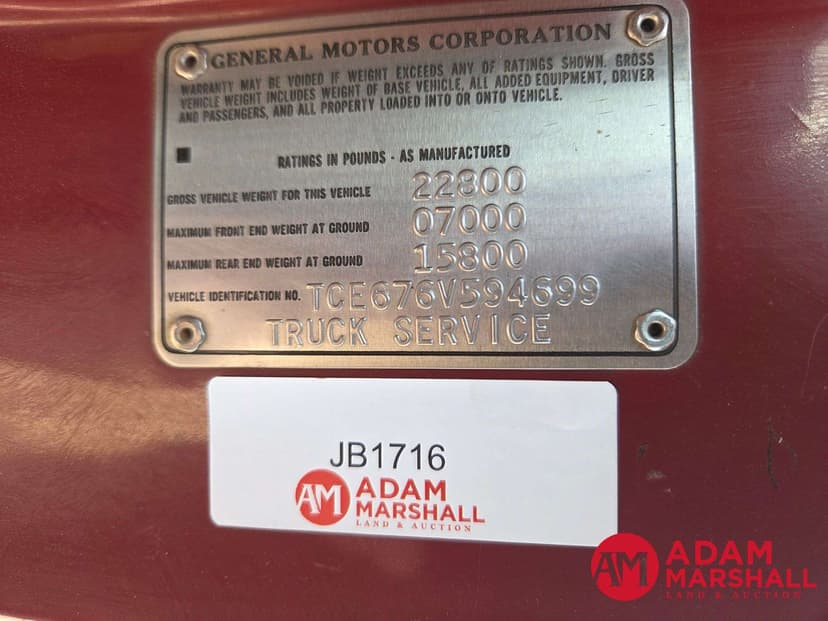 GENERAL MOTORS CORPORATION
WARRANTY MAY BE VOIDED IF WEIGHT EXCEEDS ANY OF RATINGS SHOWN. GROSS
VEHICLE WEIGHT INCLUDES WEIGHT OF BASE VEHICLE, ALL ADDED EQUIPMENT, DRIVER
AND PASSENGERS, AND ALL PROPERTY LOADED INTO OR ONTO VEHICLE.
RATINGS IN POUNDS - AS MANUFACTURED
GROSS VEHICLE WEIGHT FOR THIS VEHICLE 22800
MAXIMUM FRONT END WEIGHT AT GROUND 07000
MAXIMUM REAR END WEIGHT AT GROUND 15800
VEHICLE IDENTIFICATION NO. TCE676V594699
TRUCK SERVICE
JB1716
AM ADAM
MARSHALL
LAND & AUCTION
AM ADAM
MARSHALL
LAND & AUCTION